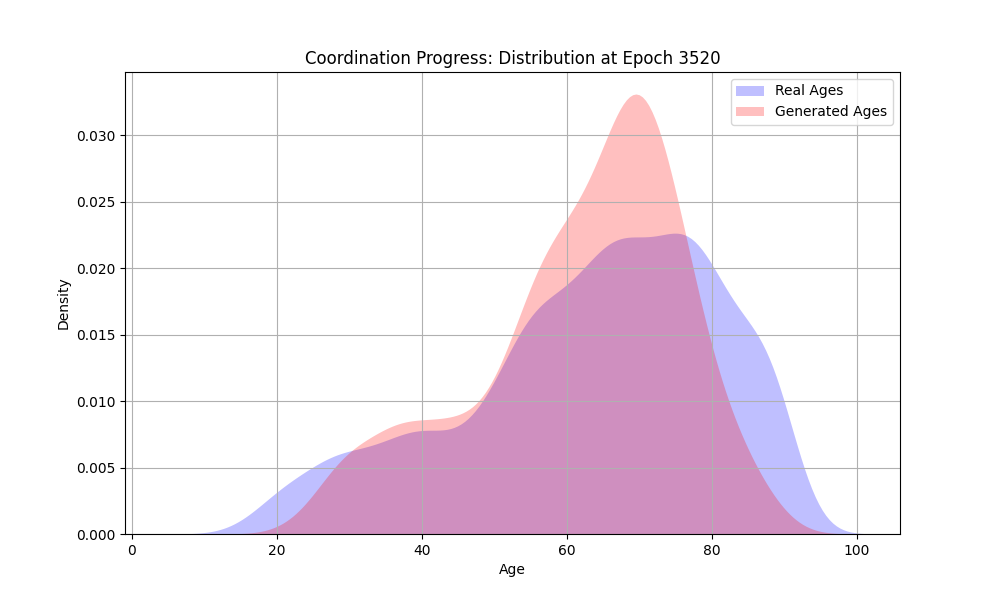 Coordination Progress: Distribution at Epoch 3520
Real Ages
Generated Ages
0.030
0.025
0.020
0.015
0.010
0.005
0.000
Density
0 20 40 60 80 100
Age